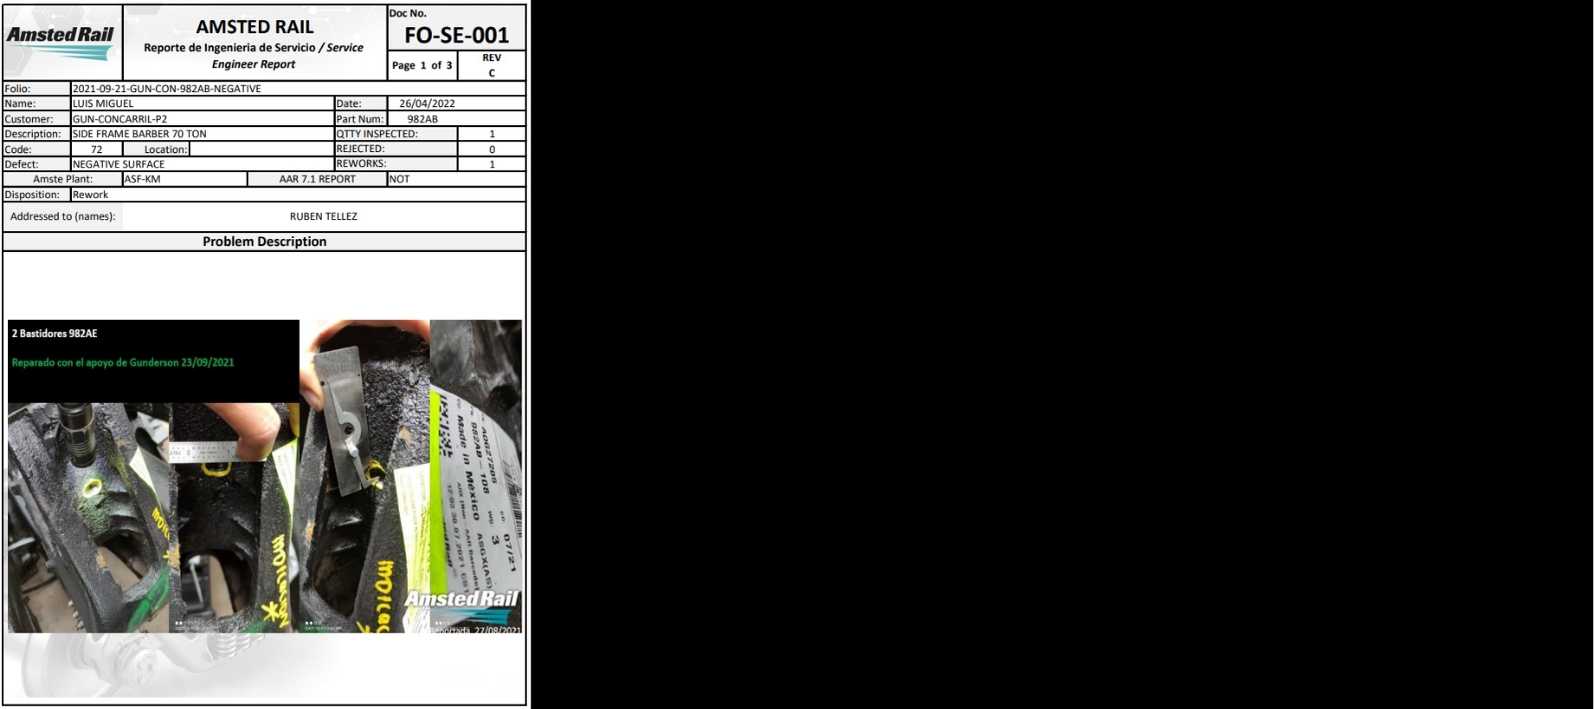 Amsted Rail
AMSTED RAIL
Reporte de Ingenieria de Servicio / Service
Engineer Report
Doc No.
FO-SE-001
Page 1 of 3
REV
C
Folio: 2021-09-21-GUN-CON-982AB-NEGATIVE
Name: LUIS MIGUEL Date: 26/04/2022
Customer: GUN-CONCARRIL-P2 Part Num: 982AB
Description: SIDE FRAME BARBER 70 TON QTTY INSPECTED: 1
Code: 72 Location: REJECTED: 0
Defect: NEGATIVE SURFACE REWORKS: 1
Amste Plant: ASF-KM AAR 7.1 REPORT NOT
Disposition: Rework
Addressed to (names): RUBEN TELLEZ
Problem Description
2 Bastidores 982AE
Reparado con el apoyo de Gunderson 23/09/2021
982AB - 108
07/21
3
Made in México
ASGX(AS)
Amsted Rail
27/08/2021